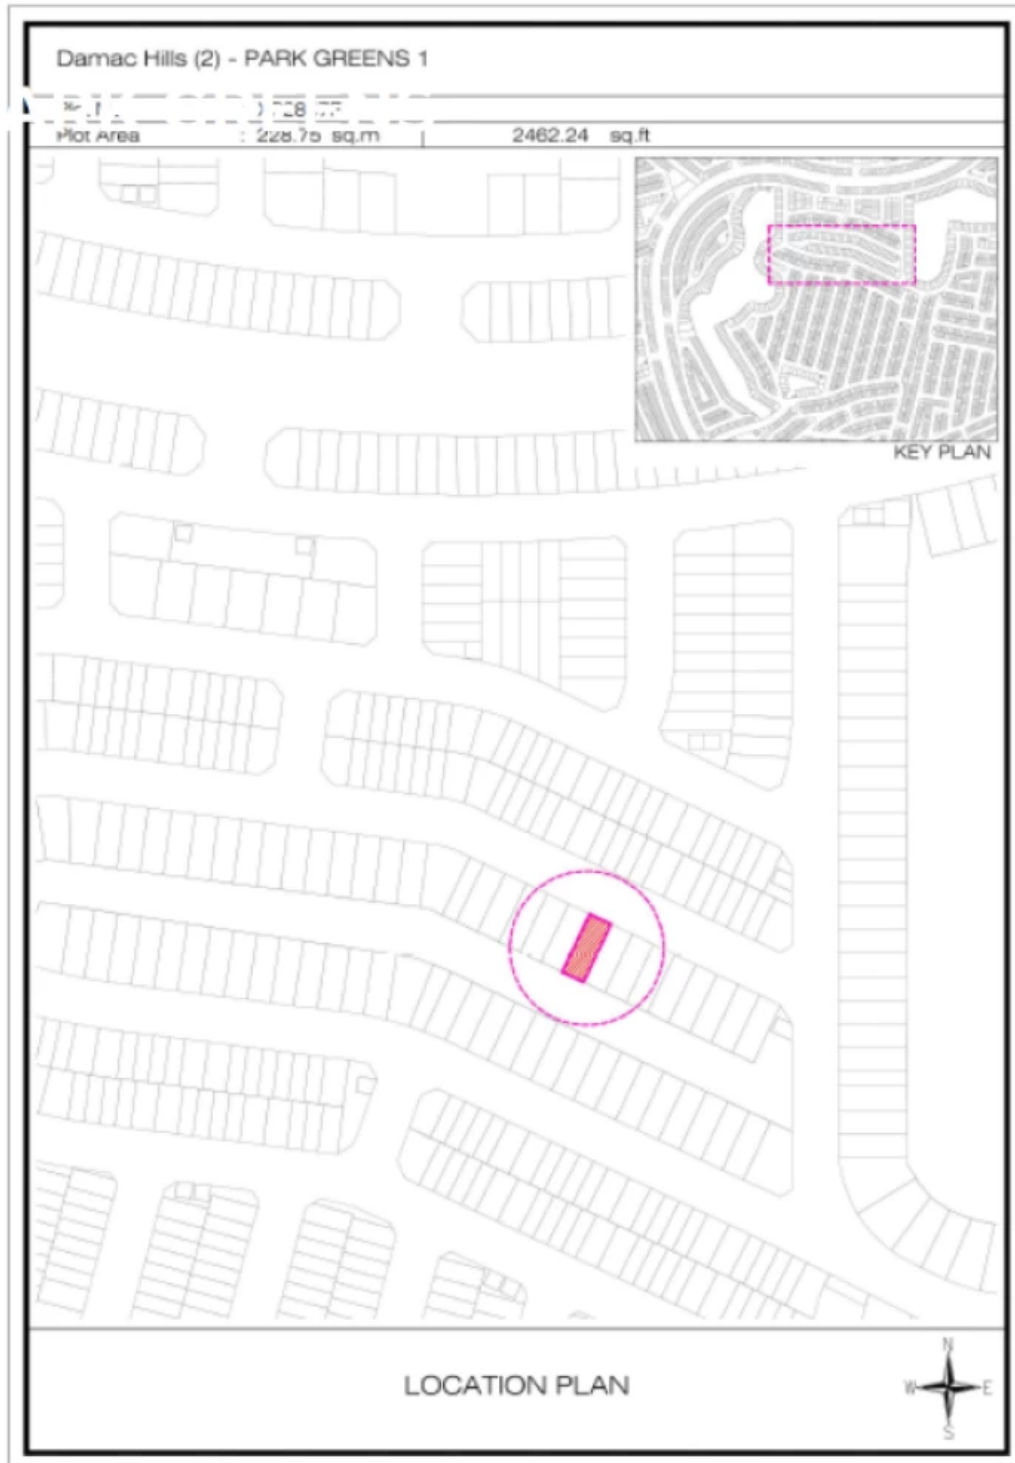 Damac Hills (2) - PARK GREENS 1
Plot Area : 228.75 sq.m 2462.24 sq.ft
KEY PLAN
LOCATION PLAN
N
W E
S